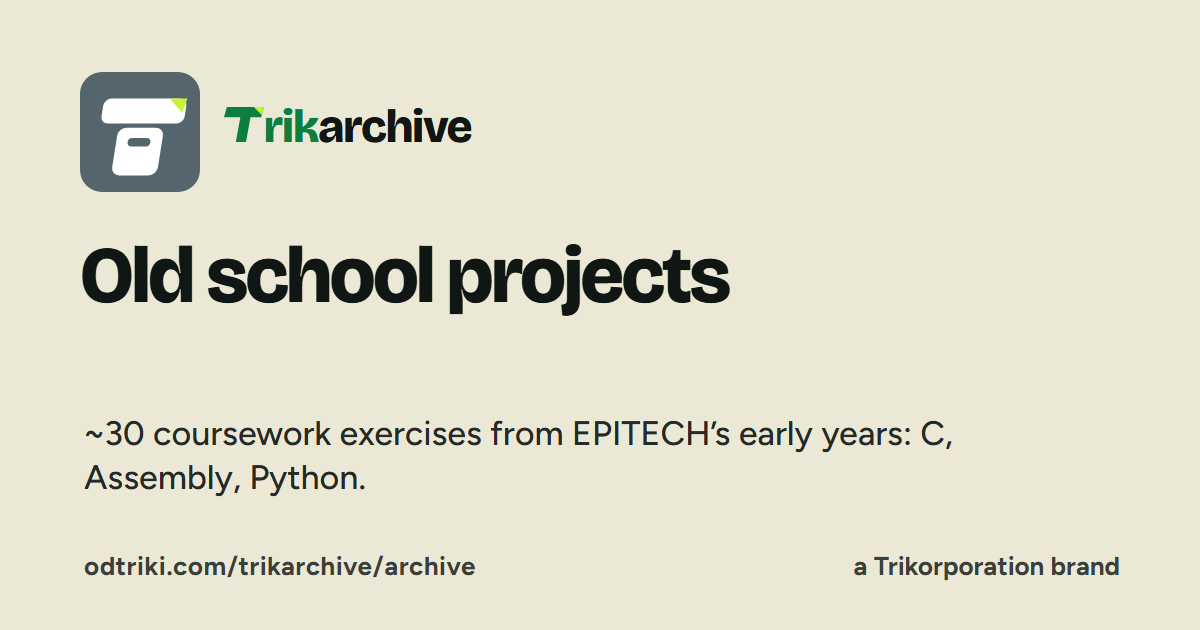 Trikarchive
Old school projects
~30 coursework exercises from EPITECH’s early years: C,
Assembly, Python.
odtriki.com/trikarchive/archive
a Trikorporation brand